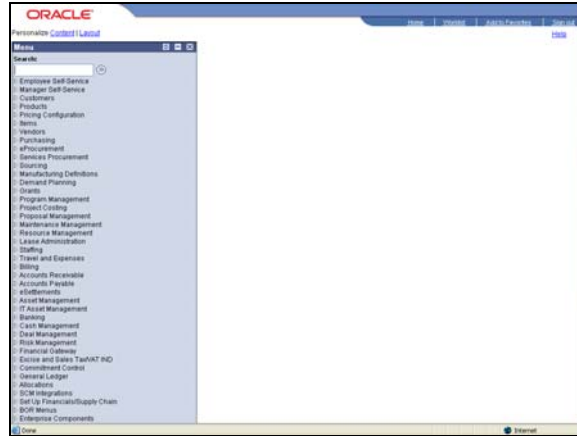 ORACLE
Home Worklist Add to Favorites Sign out
Personalize Content | Layout
Help
Menu
Search:
Employee Self-Service
Manager Self-Service
Customers
Products
Pricing Configuration
Items
Vendors
Purchasing
eProcurement
Services Procurement
Sourcing
Manufacturing Definitions
Demand Planning
Grants
Program Management
Project Costing
Proposal Management
Maintenance Management
Resource Management
Lease Administration
Staffing
Travel and Expenses
Billing
Accounts Receivable
Accounts Payable
eSettlements
Asset Management
IT Asset Management
Banking
Cash Management
Deal Management
Risk Management
Financial Gateway
Excise and Sales Tax/VAT IND
Commitment Control
General Ledger
Allocations
SCM Integrations
Set Up Financials/Supply Chain
BOR Menus
Enterprise Components
Done
Internet